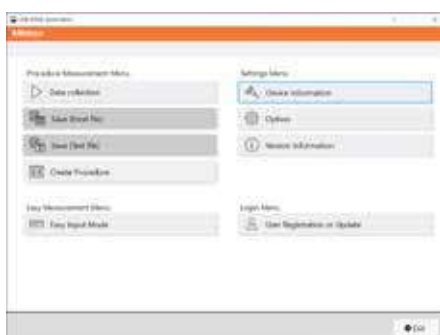 Procedure Measurement Menu
Data collection
Save (Excel File)
Save (Text File)
Create Procedure
Easy Measurement Menu
Easy Input Mode
Settings Menu
Device Information
Option
Version Information
Login Menu
User Registration or Update
Exit